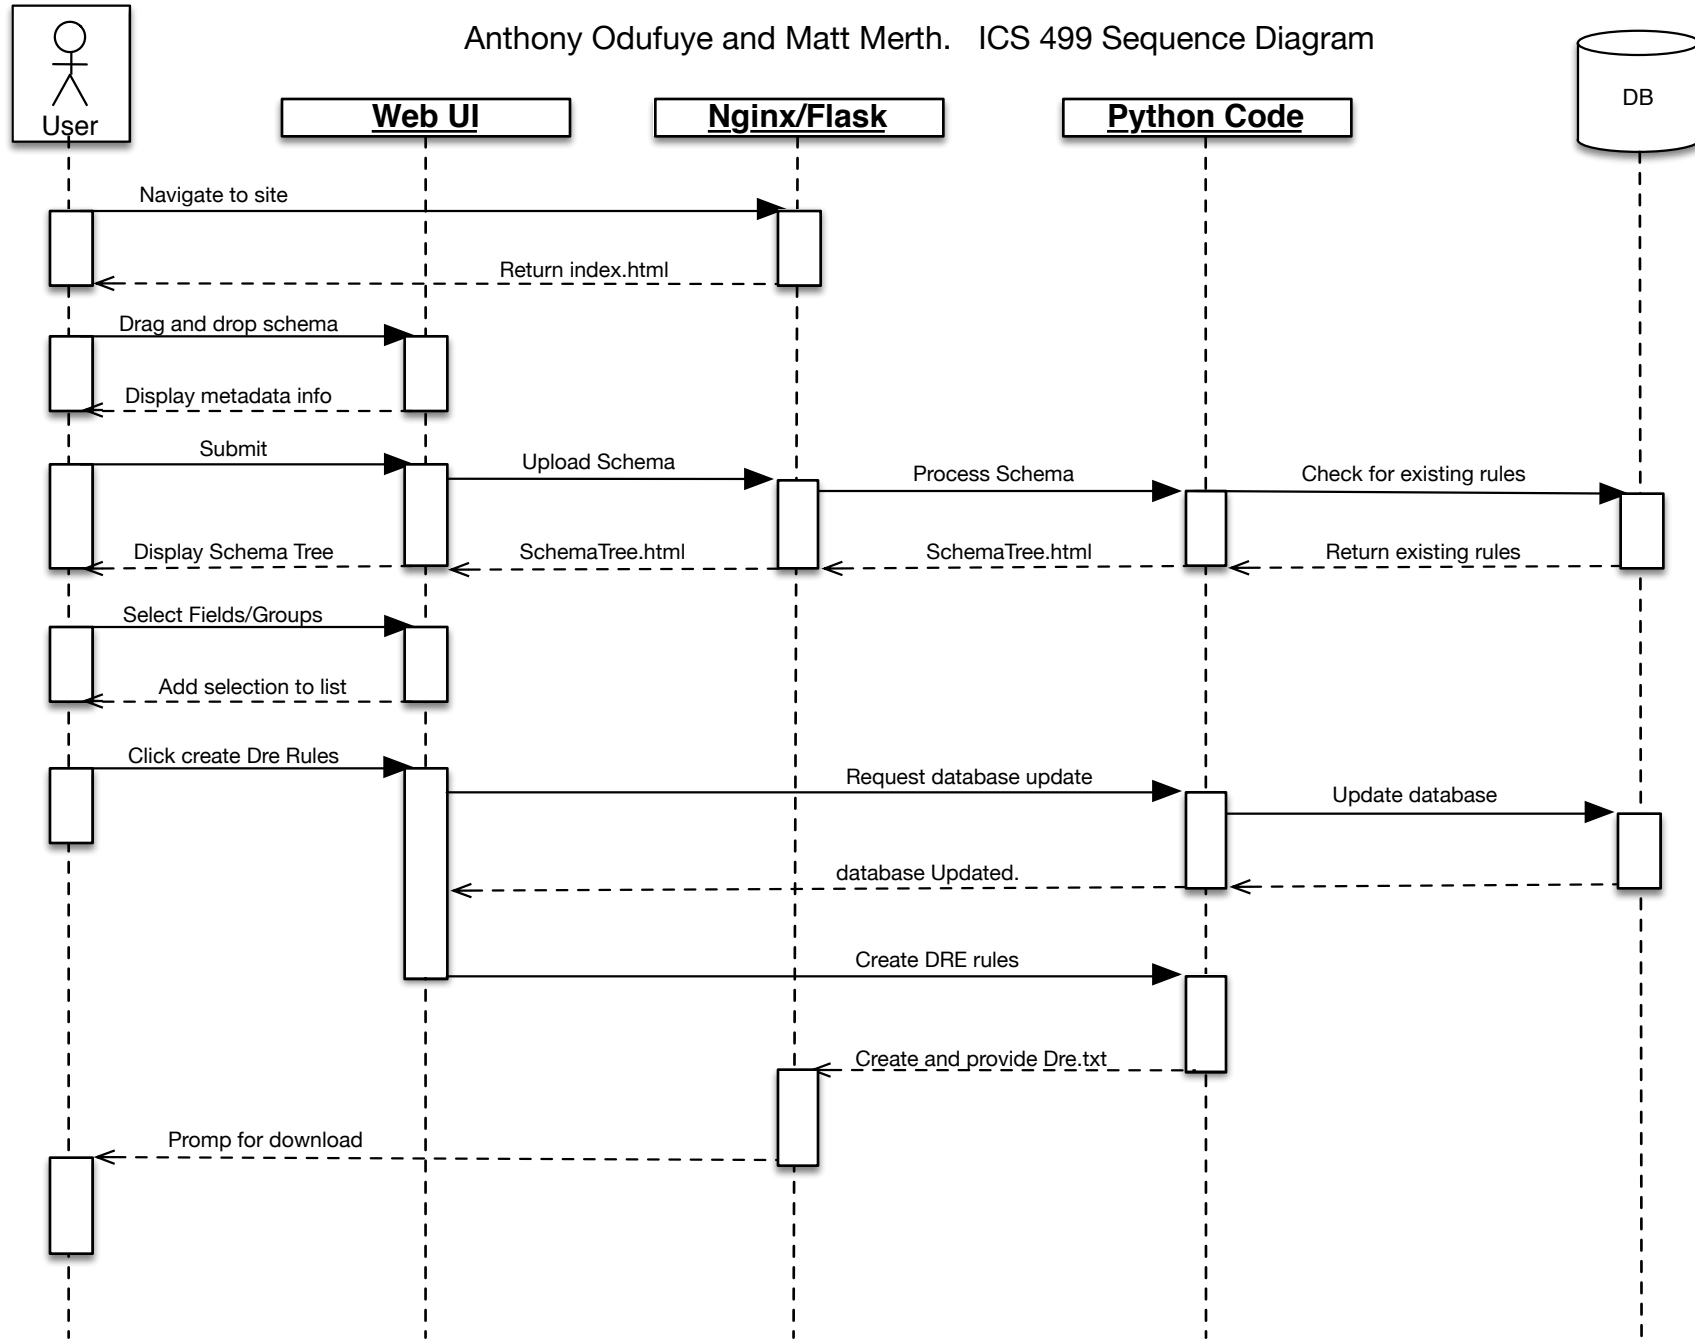 Anthony Odufuye and Matt Merth. ICS 499 Sequence Diagram
User
Web UI
Nginx/Flask
Python Code
DB
Navigate to site
Return index.html
Drag and drop schema
Display metadata info
Submit
Upload Schema
Process Schema
Check for existing rules
Display Schema Tree
SchemaTree.html
SchemaTree.html
Return existing rules
Select Fields/Groups
Add selection to list
Click create Dre Rules
Request database update
Update database
database Updated.
Create DRE rules
Create and provide Dre.txt
Promp for download